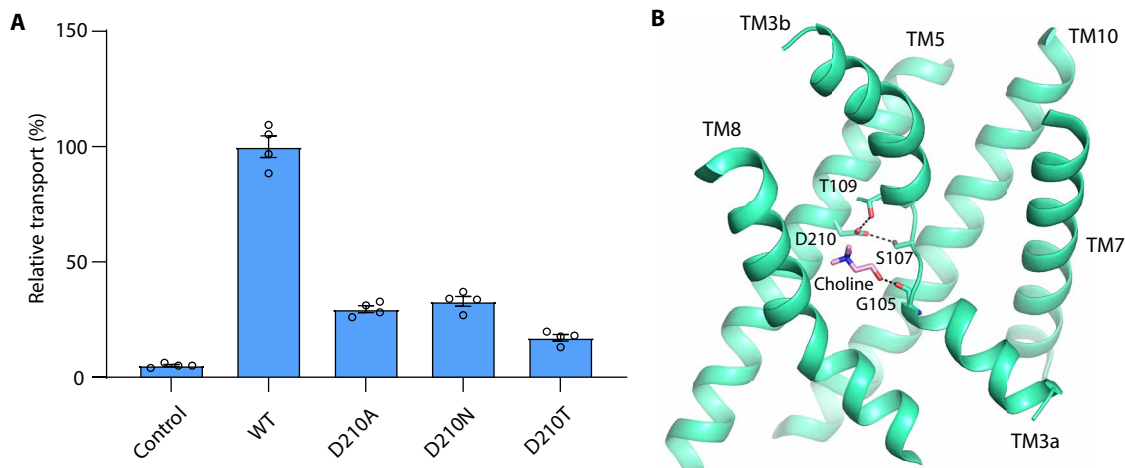 A
Relative transport (%)
150
100
50
0
Control
WT
D210A
D210N
D210T
B
TM3b
TM5
TM10
TM8
T109
D210
S107
TM7
Choline
G105
TM3a